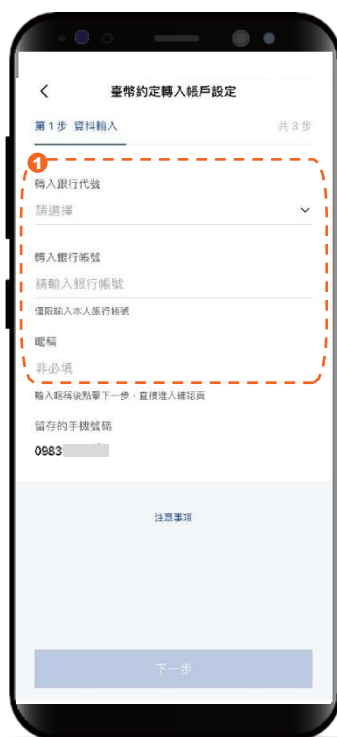 臺幣約定轉入帳戶設定
第1步 資料輸入
共3步
1
轉入銀行代號
請選擇
轉入銀行帳號
請輸入銀行帳號
僅限輸入本人銀行帳號
暱稱
非必填
輸入暱稱後點擊下一步，直接進入確認頁
留存的手機號碼
0983
注意事項
下一步